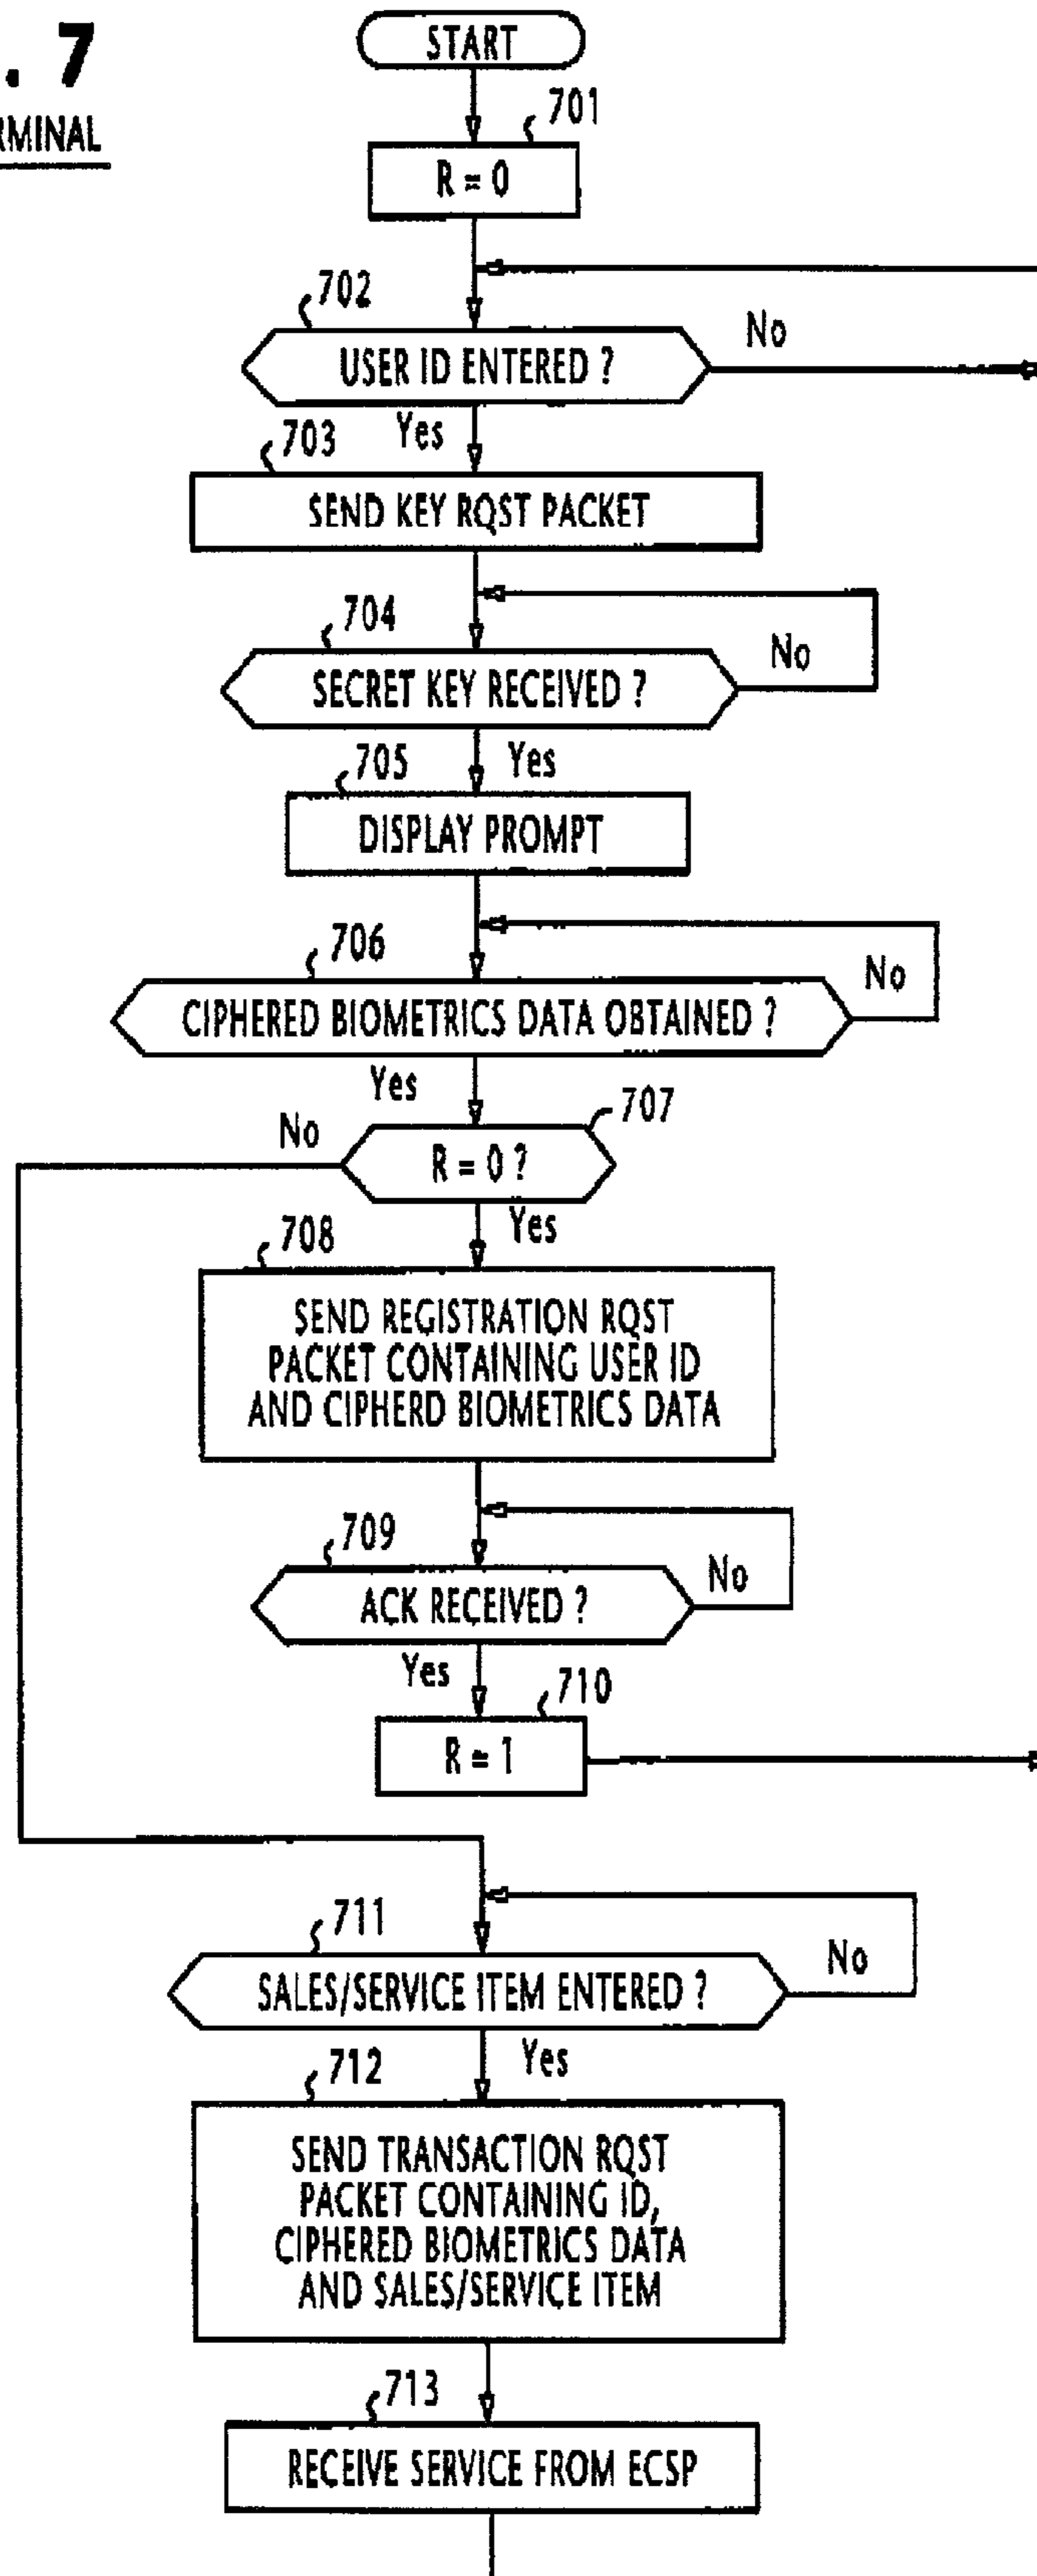 . 7
START
701
R = 0
702
No
USER ID ENTERED ?
703
Yes
SEND KEY RQST PACKET
704
No
SECRET KEY RECEIVED ?
705
Yes
DISPLAY PROMPT
706
No
CIPHERED BIOMETRICS DATA OBTAINED ?
Yes
707
No
R = 0 ?
Yes
708
SEND REGISTRATION RQST
PACKET CONTAINING USER ID
AND CIPHERD BIOMETRICS DATA
709
No
ACK RECEIVED ?
Yes
710
R = 1
711
No
SALES/SERVICE ITEM ENTERED ?
712
Yes
SEND TRANSACTION RQST
PACKET CONTAINING ID,
CIPHERED BIOMETRICS DATA
AND SALES/SERVICE ITEM
713
RECEIVE SERVICE FROM ECSP